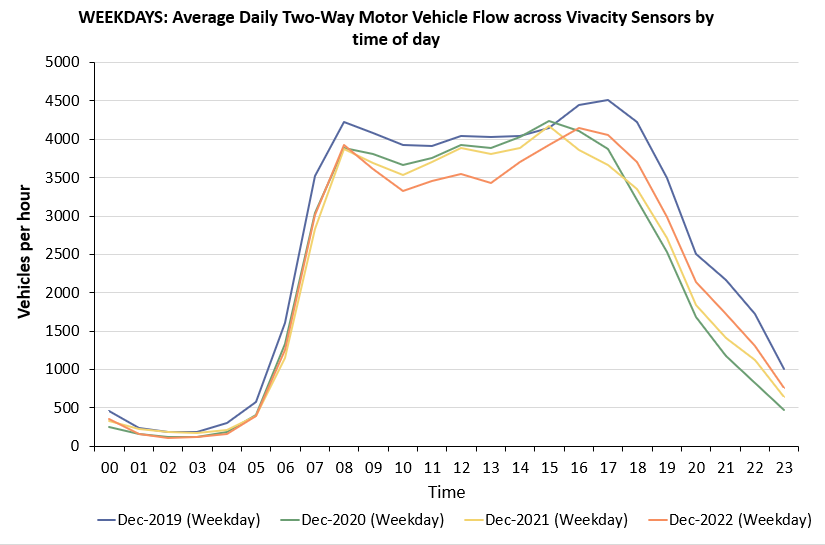 WEEKDAYS: Average Daily Two-Way Motor Vehicle Flow across Vivacity Sensors by
time of day
5000
4500
4000
3500
3000
2500
2000
1500
1000
500
0
Vehicles per hour
00 01 02 03 04 05 06 07 08 09 10 11 12 13 14 15 16 17 18 19 20 21 22 23
Time
Dec-2019 (Weekday) Dec-2020 (Weekday) Dec-2021 (Weekday) Dec-2022 (Weekday)